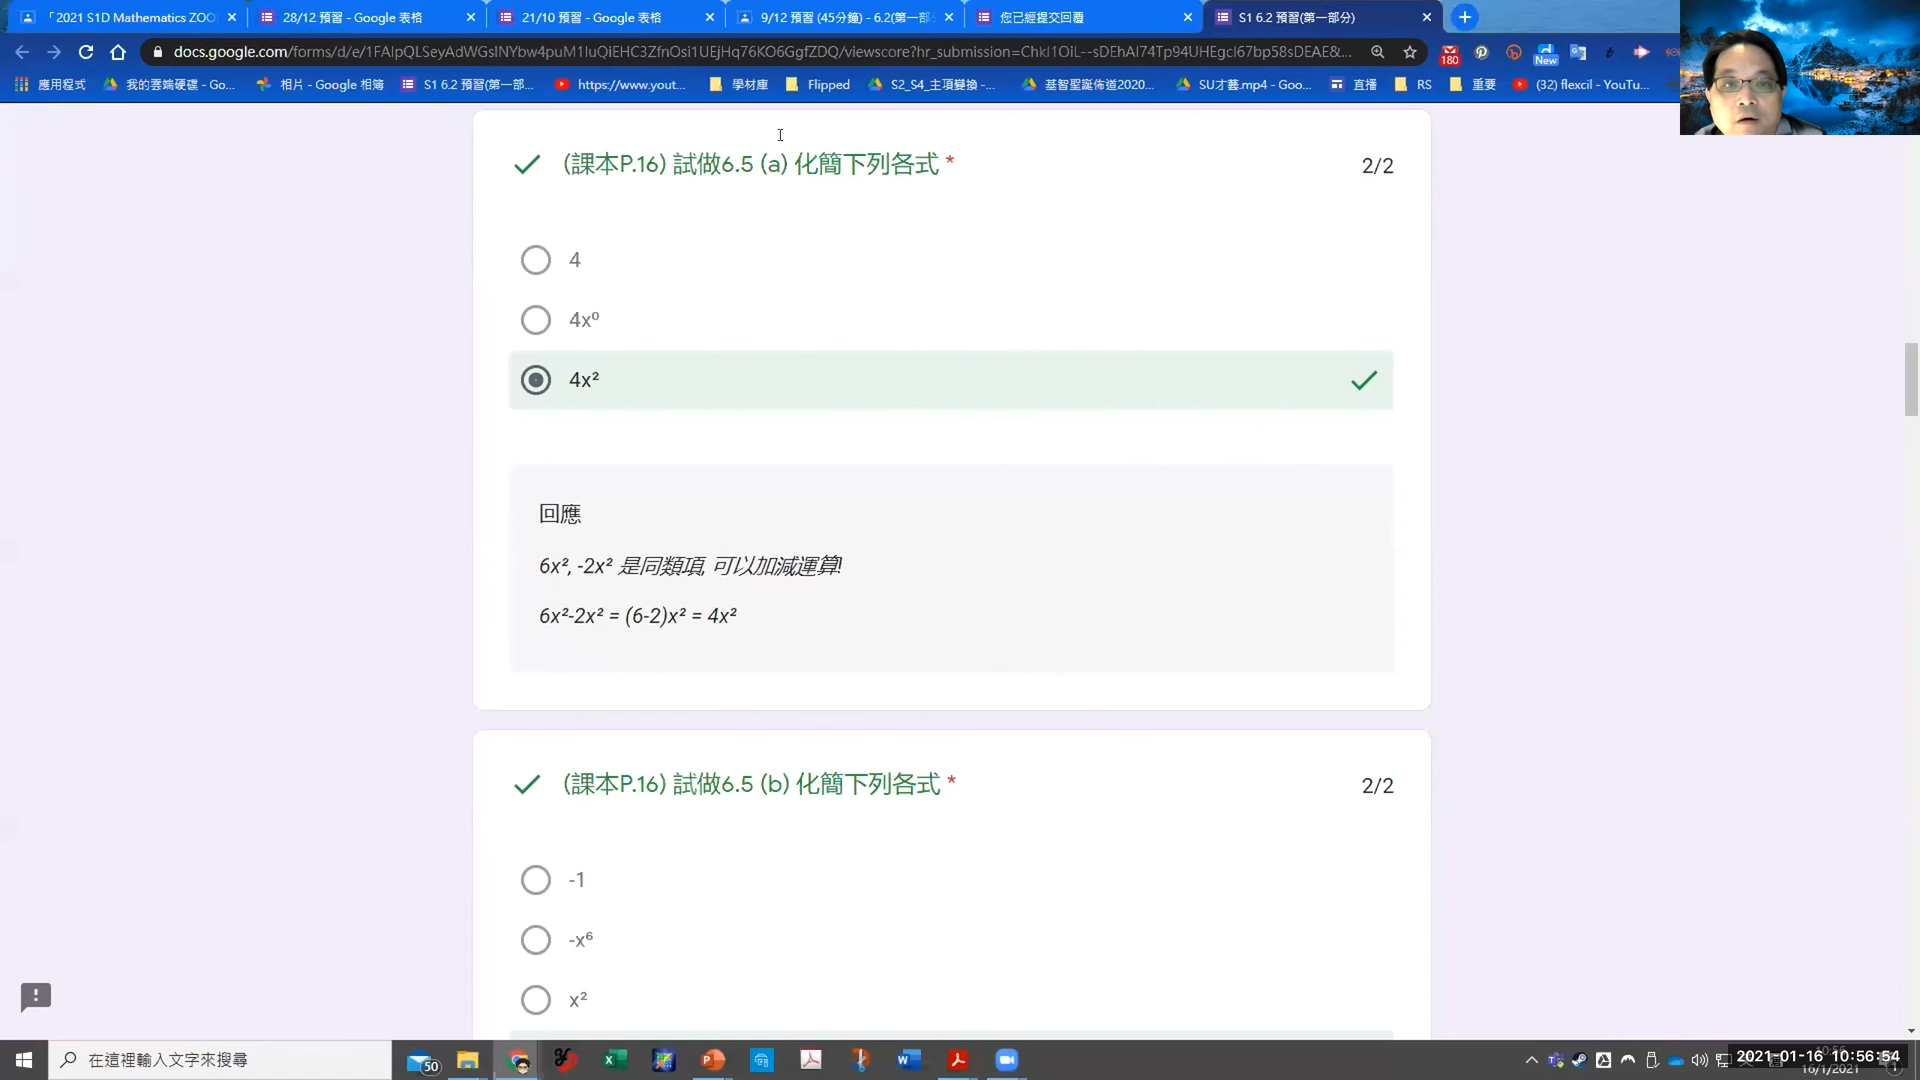 「2021 S1D Mathematics ZOO
28/12 預習 - Google 表格
21/10 預習 - Google 表格
9/12 預習 (45分鐘) - 6.2(第一部
您已經提交回覆
S1 6.2 預習(第一部分)
docs.google.com/forms/d/e/1FAIpQLSeyAdWGsINYbw4puM1IuQiEHC3ZfnOsi1UEjHq76KO6GgfZDQ/viewscore?hr_submission=ChkI1OiL--sDEhAI74Tp94UHEgcI67bp58sDEAE&...
180
New
應用程式
我的雲端硬碟 - Go...
相片 - Google 相簿
S1 6.2 預習(第一部...
https://www.yout...
學材庫
Flipped
S2_S4_主項變換 -...
基智聖誕佈道2020...
SU才藝.mp4 - Goo...
直播
RS
重要
(32) flexcil - YouTu...
(課本P.16) 試做6.5 (a) 化簡下列各式 *
2/2
4
4x⁰
4x²
回應
6x², -2x² 是同類項, 可以加減運算!
6x²-2x² = (6-2)x² = 4x²
(課本P.16) 試做6.5 (b) 化簡下列各式 *
2/2
-1
-x⁶
x²
在這裡輸入文字來搜尋
50
2021-01-16 10:56:54
16/1/2021